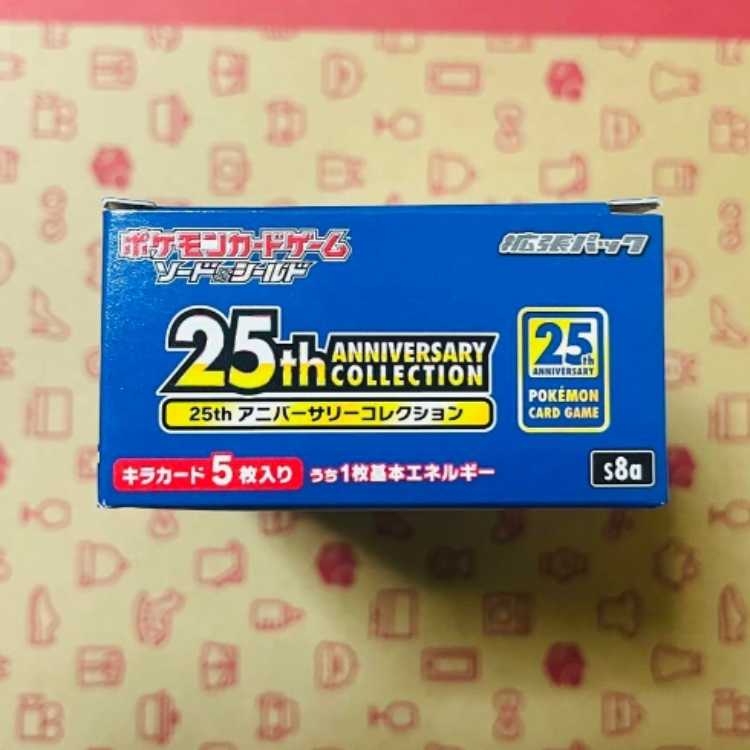 ポケモンカードゲーム
ソード&シールド
拡張パック
25th ANNIVERSARY
COLLECTION
25th アニバーサリーコレクション
25th
ANNIVERSARY
POKÉMON
CARD GAME
キラカード5枚入り うち1枚基本エネルギー
s8a